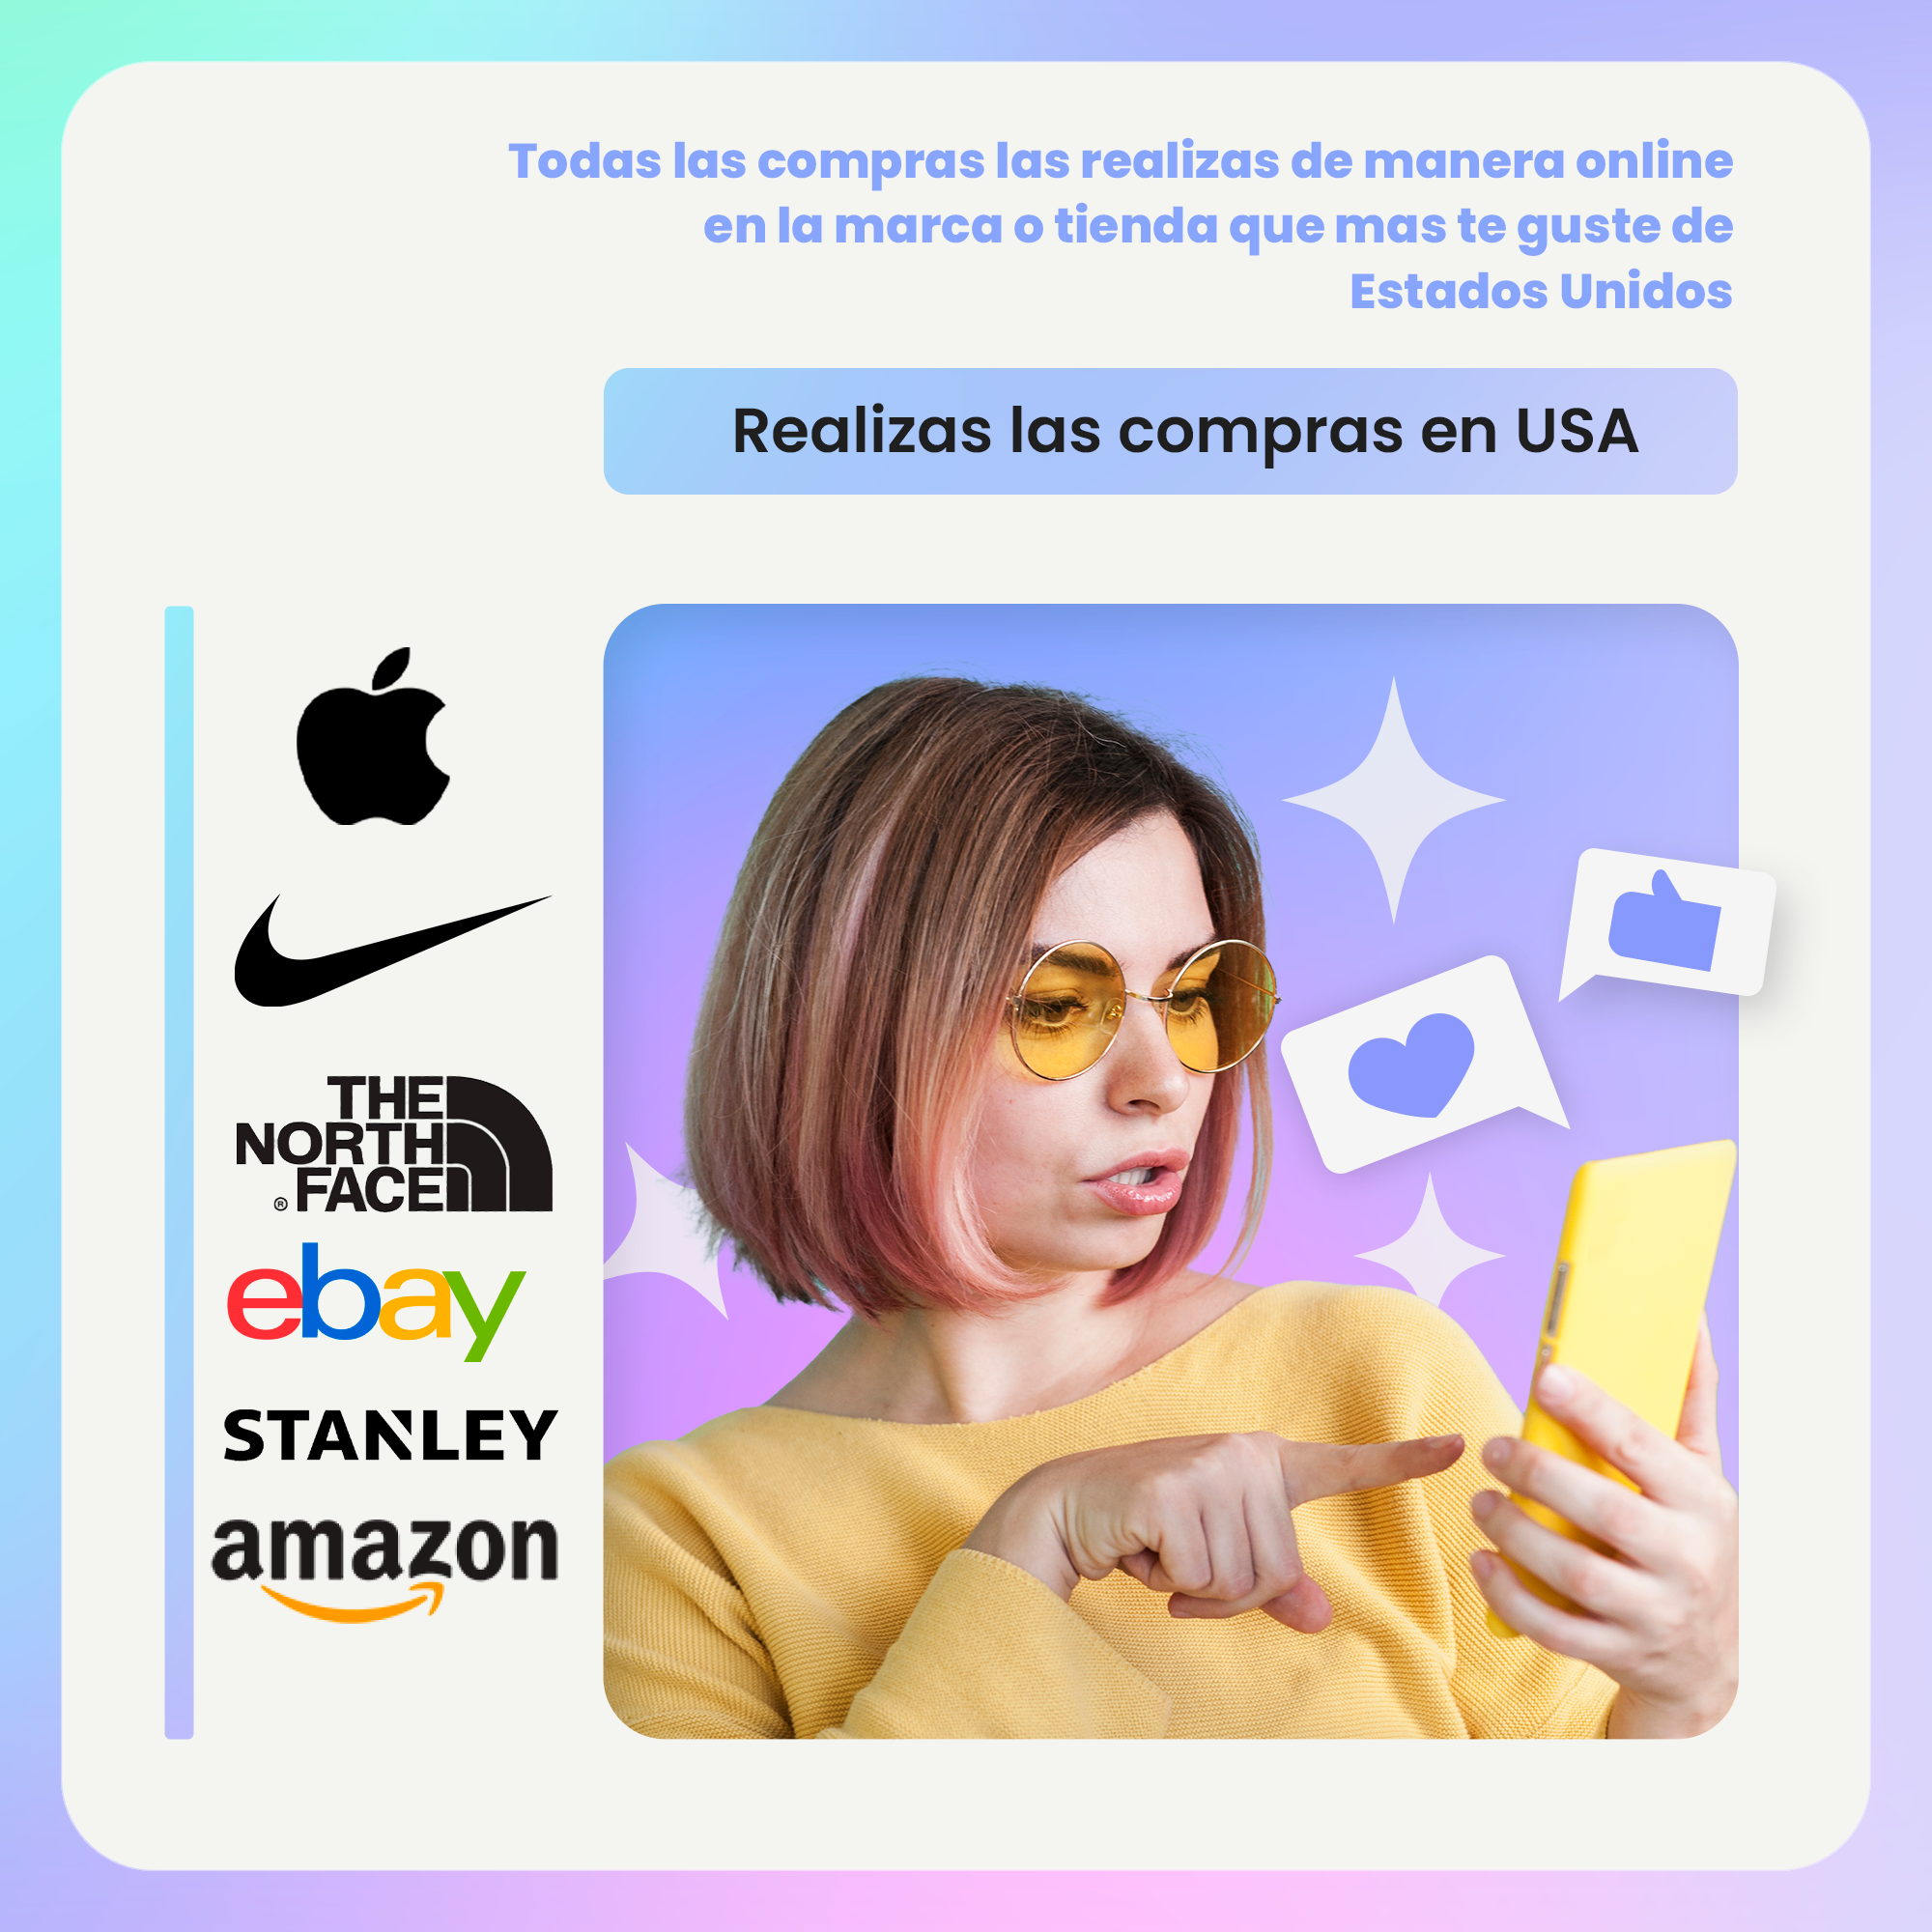 Todas las compras las realizas de manera online
en la marca o tienda que mas te guste de
Estados Unidos
Realizas las compras en USA
THE
NORTH
® FACE
ebay
STANLEY
amazon